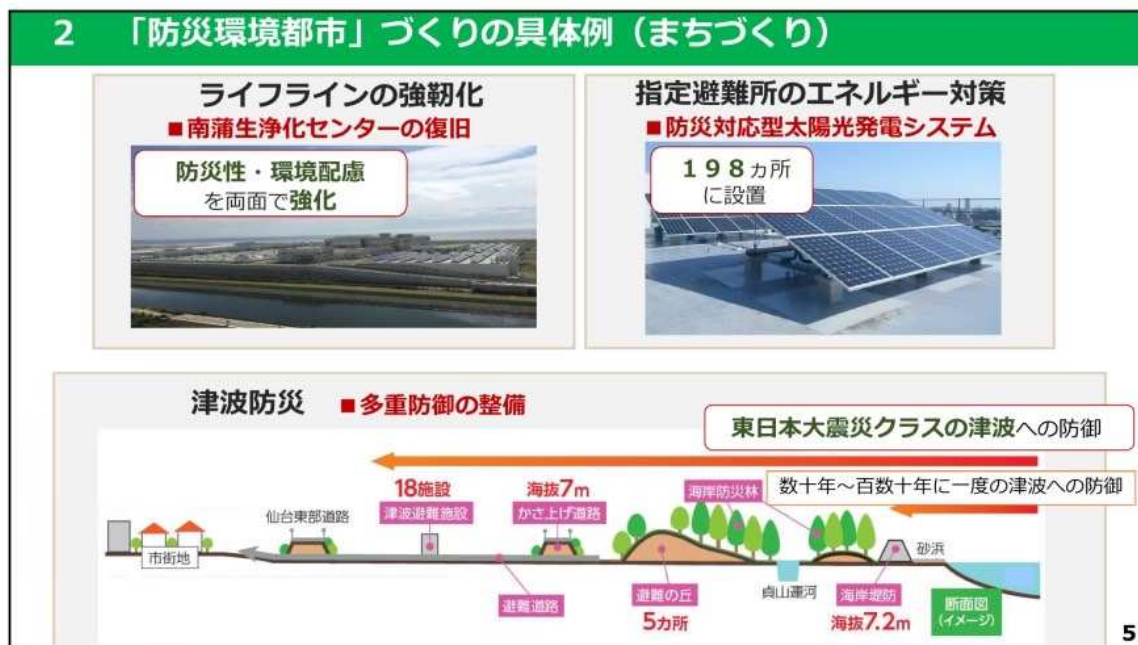 2 「防災環境都市」づくりの具体例（まちづくり）
ライフラインの強靭化
■南蒲生浄化センターの復旧
防災性・環境配慮
を両面で強化
指定避難所のエネルギー対策
■防災対応型太陽光発電システム
１９８ヵ所
に設置
津波防災 ■多重防御の整備
東日本大震災クラスの津波への防御
数十年～百数十年に一度の津波への防御
市街地
仙台東部道路
18施設
津波避難施設
海抜7m
かさ上げ道路
海岸防災林
避難道路
避難の丘
5カ所
貞山運河
海岸堤防
海抜7.2m
砂浜
断面図
(イメージ)
5